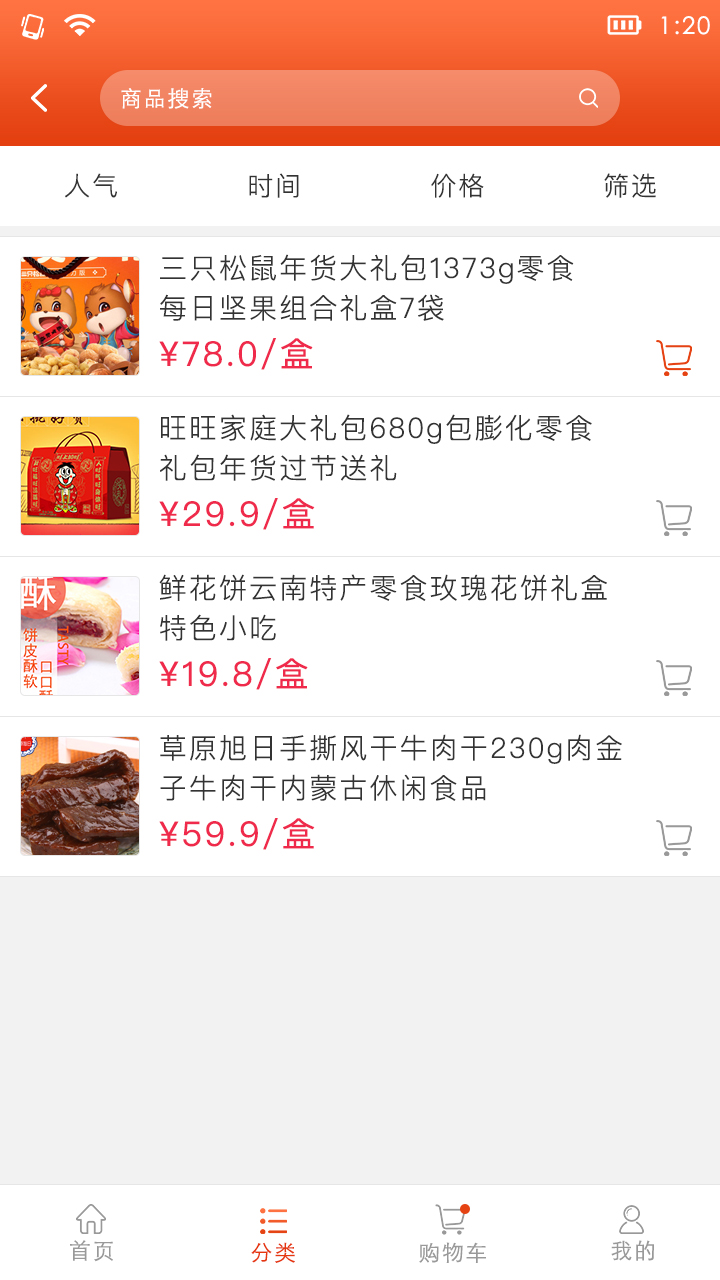 1:20
商品搜索
人气
时间
价格
筛选
三只松鼠年货大礼包1373g零食
每日坚果组合礼盒7袋
¥78.0/盒
旺旺家庭大礼包680g包膨化零食
礼包年货过节送礼
¥29.9/盒
鲜花饼云南特产零食玫瑰花饼礼盒
特色小吃
¥19.8/盒
酥
饼皮酥软
口口酥
TASTY
草原旭日手撕风干牛肉干230g肉金
子牛肉干内蒙古休闲食品
¥59.9/盒
首页
分类
购物车
我的